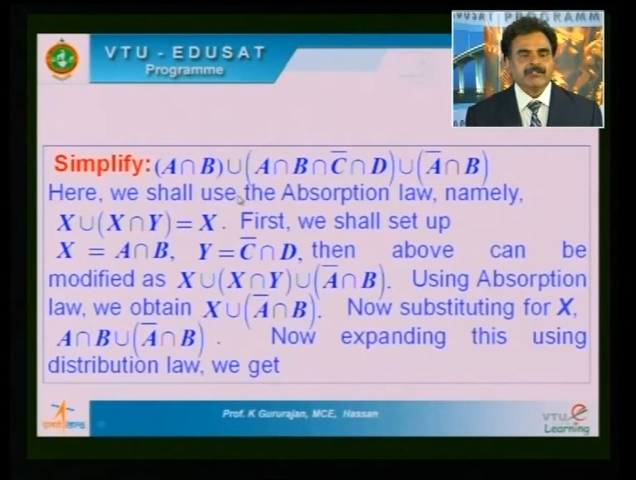 VTU - EDUSAT
Programme
DUSAT PROGRAMM
Simplify: (A∩B)∪(A∩B∩C̅∩D)∪(A̅∩B)
Here, we shall use the Absorption law, namely,
X∪(X∩Y)=X. First, we shall set up
X = A∩B, Y=C̅∩D, then above can be
modified as X∪(X∩Y)∪(A̅∩B). Using Absorption
law, we obtain X∪(A̅∩B). Now substituting for X,
A∩B∪(A̅∩B) . Now expanding this using
distribution law, we get
Prof. K Gururajan, MCE, Hassan
VTU e
Learning